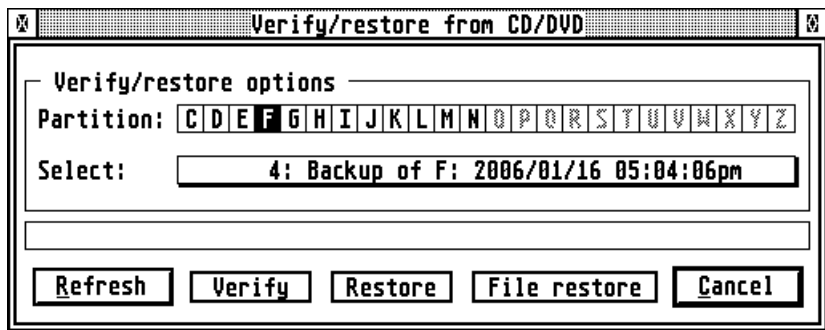 Verify/restore from CD/DVD
Verify/restore options
Partition: C D E F G H I J K L M N O P Q R S T U V W X Y Z
Select: 4: Backup of F: 2006/01/16 05:04:06pm
Refresh Verify Restore File restore Cancel